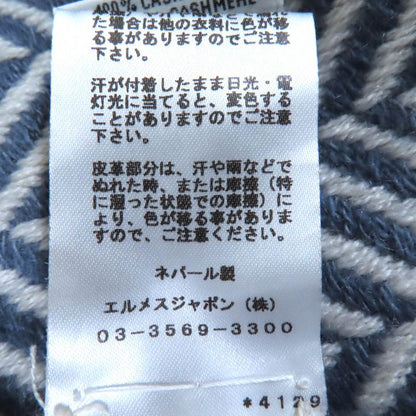 100% CASHMERE
た場合は他の衣料に色が移
る事がありますのでご注意
下さい。
汗が付着したまま日光・電
灯光に当てると、変色する
ことがありますのでご注意
下さい。
皮革部分は、汗や雨などで
ぬれた時、または摩擦（特
に湿った状態での摩擦）に
より、色が移る事がありま
すので、ご注意ください。
ネパール製
エルメスジャポン（株）
03-3569-3300
*4129